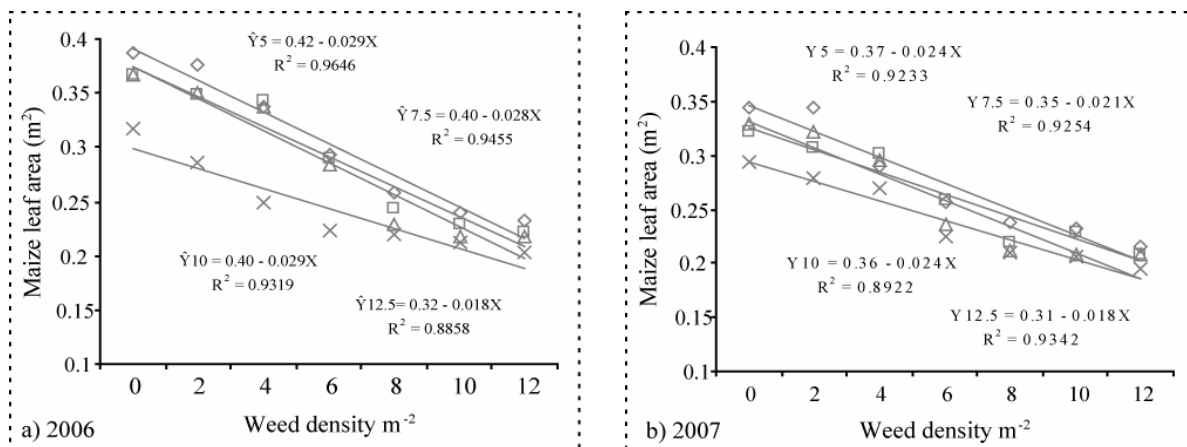 0.4
0.35
0.3
0.25
0.2
0.15
0.1
Maize leaf area (m²)
Ŷ5 = 0.42 - 0.029X
R² = 0.9646
Ŷ 7.5 = 0.40 - 0.028X
R² = 0.9455
Ŷ10 = 0.40 - 0.029X
R² = 0.9319
Ŷ12.5= 0.32 - 0.018X
R² = 0.8858
0 2 4 6 8 10 12
Weed density m⁻²
a) 2006
0.4
0.35
0.3
0.25
0.2
0.15
0.1
Maize leaf area (m²)
Y 5 = 0.37 - 0.024X
R² = 0.9233
Y 7.5 = 0.35 - 0.021X
R² = 0.9254
Y 10 = 0.36 - 0.024X
R² = 0.8922
Y 12.5 = 0.31 - 0.018X
R² = 0.9342
0 2 4 6 8 10 12
Weed density m⁻²
b) 2007